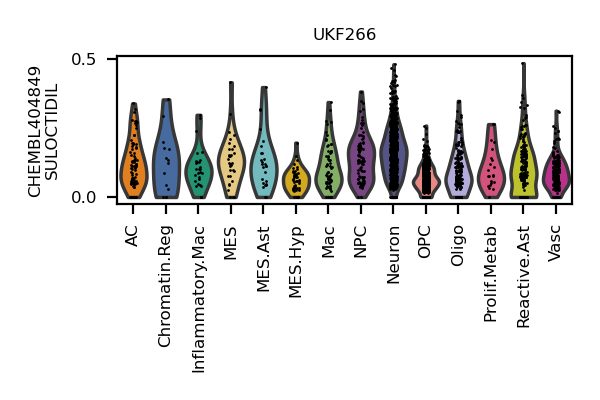 UKF266
CHEMBL404849
SULOCTIDIL
0.5
0.0
AC
Chromatin.Reg
Inflammatory.Mac
MES
MES.Ast
MES.Hyp
Mac
NPC
Neuron
OPC
Oligo
Prolif.Metab
Reactive.Ast
Vasc